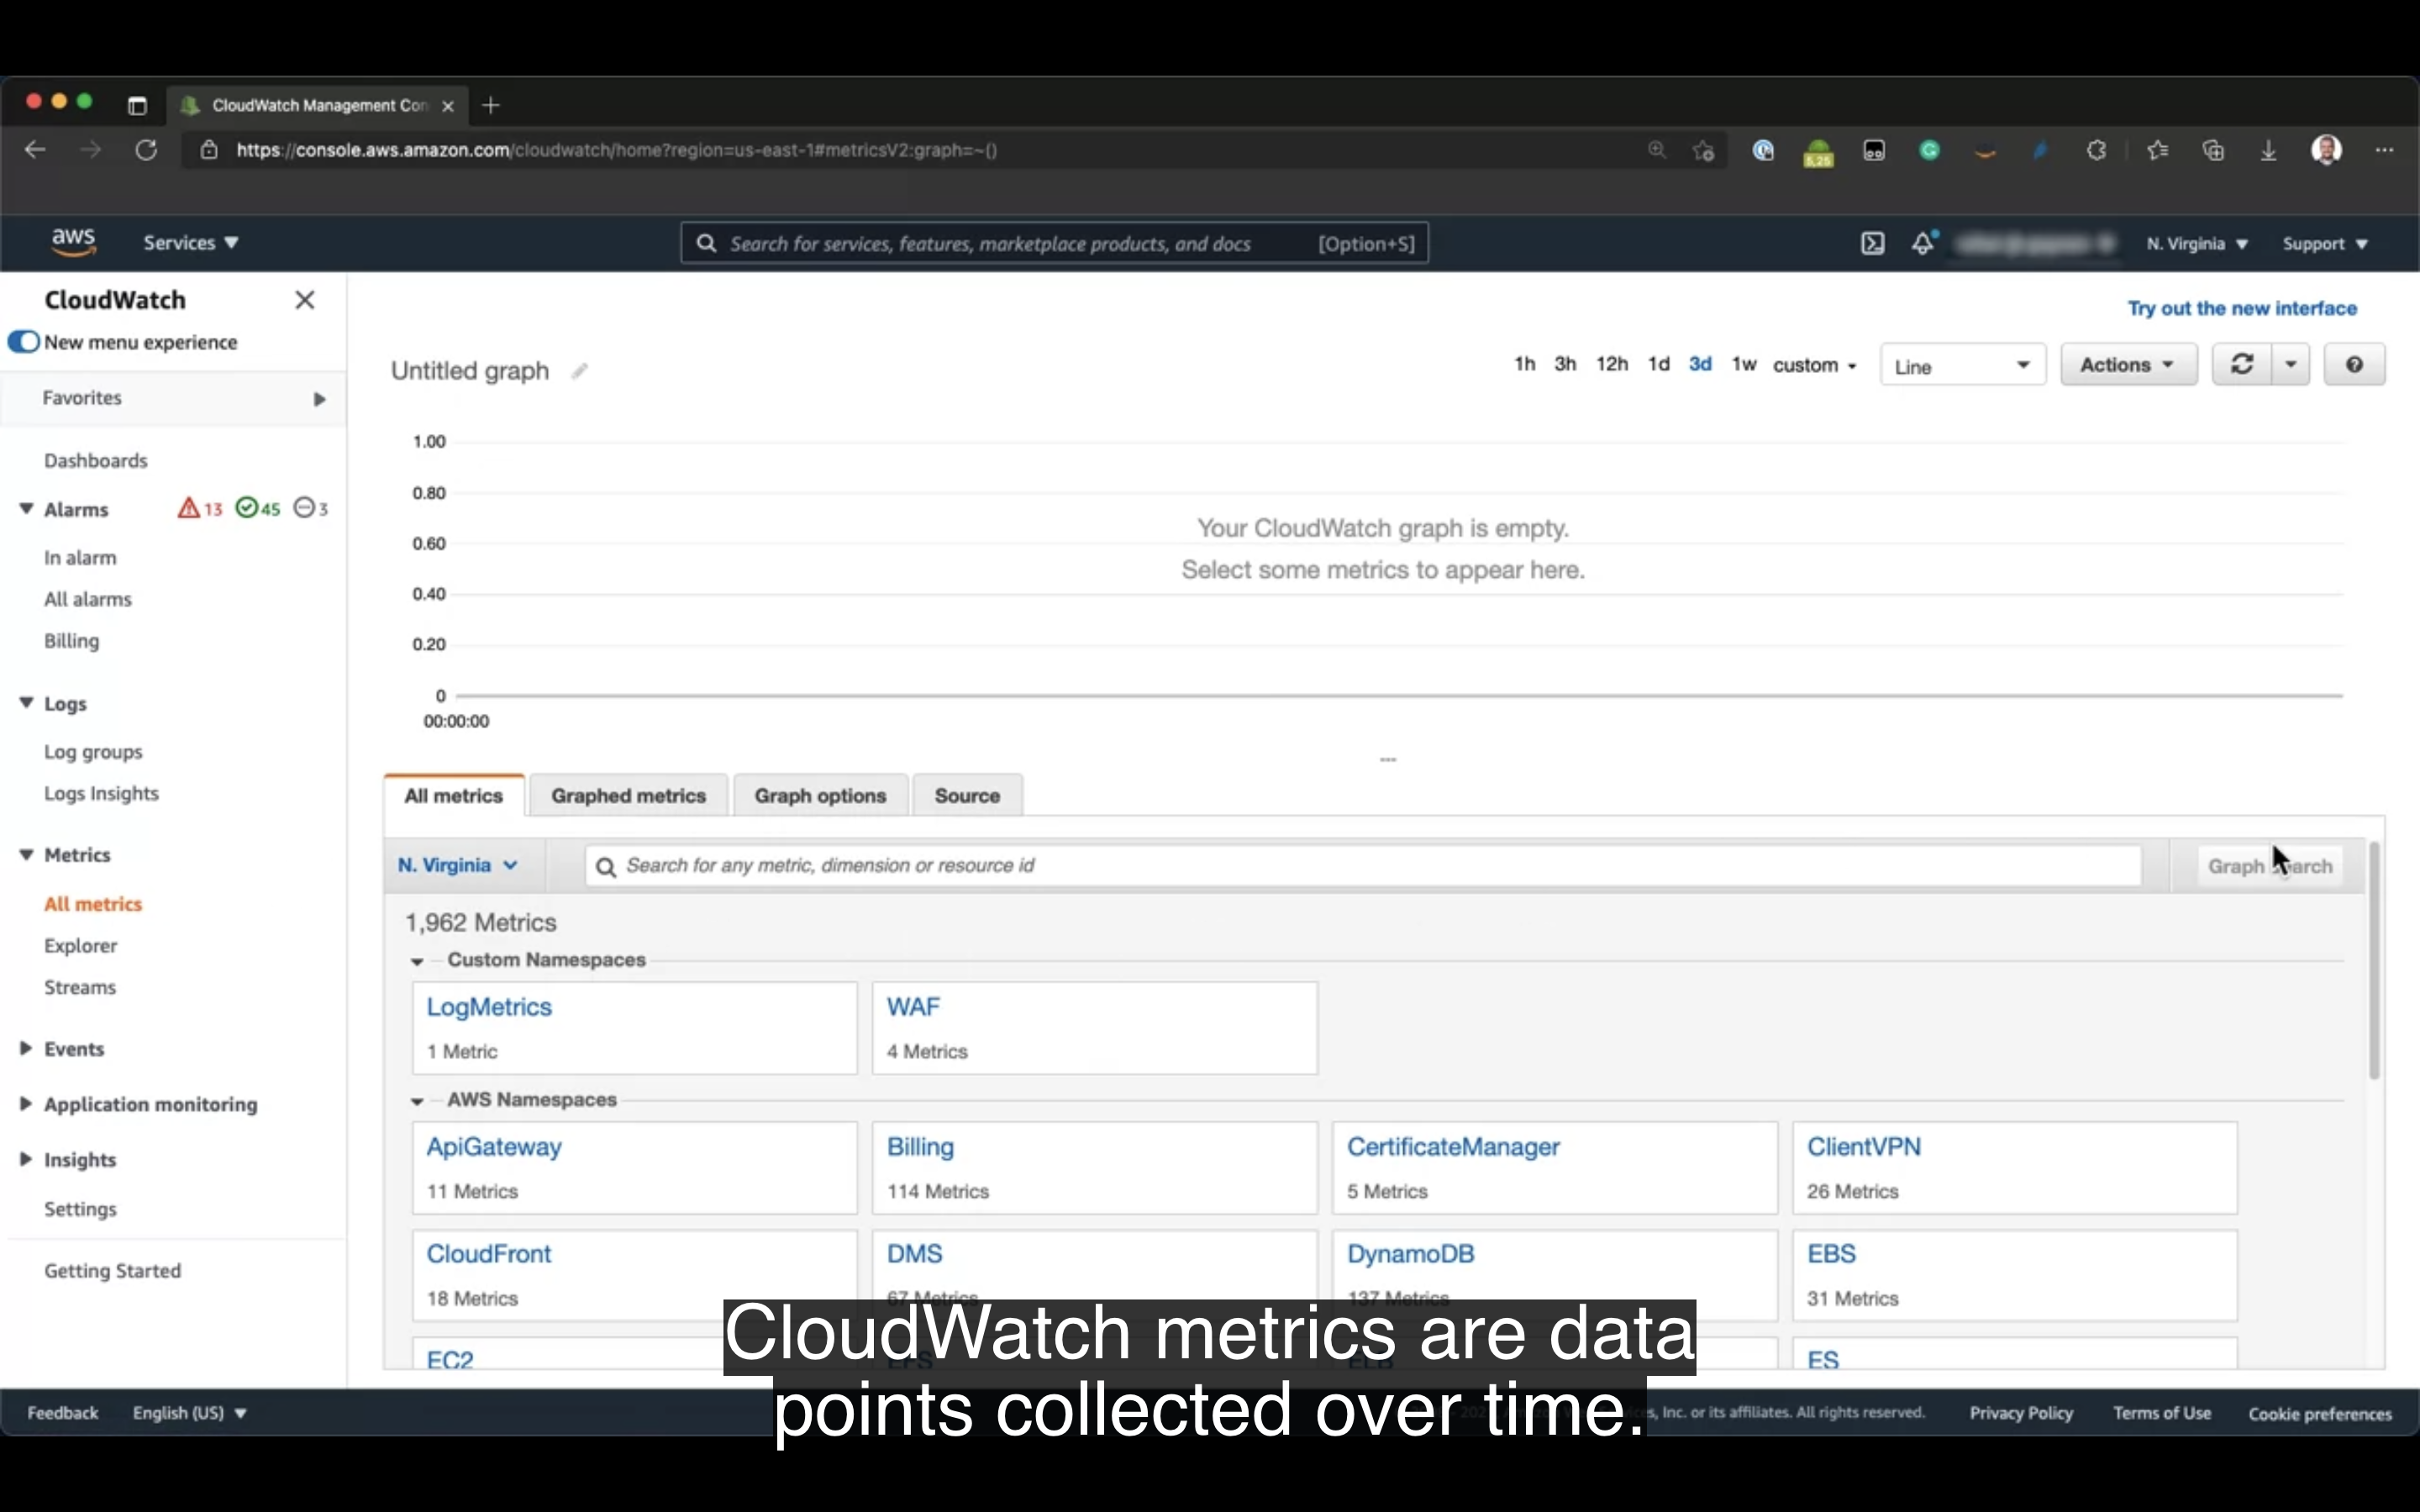 CloudWatch Management Con
https://console.aws.amazon.com/cloudwatch/home?region=us-east-1#metricsV2:graph=~()
5,25
aws
Services
Search for services, features, marketplace products, and docs [Option+S]
N. Virginia
Support
CloudWatch
New menu experience
Favorites
Dashboards
Alarms 13 45 3
In alarm
All alarms
Billing
Logs
Log groups
Logs Insights
Metrics
All metrics
Explorer
Streams
Events
Application monitoring
Insights
Settings
Getting Started
Try out the new interface
Untitled graph
1h 3h 12h 1d 3d 1w custom
Line
Actions
1.00
0.80
0.60
0.40
0.20
0
00:00:00
Your CloudWatch graph is empty.
Select some metrics to appear here.
All metrics
Graphed metrics
Graph options
Source
N. Virginia
Search for any metric, dimension or resource id
Graph search
1,962 Metrics
Custom Namespaces
LogMetrics
1 Metric
WAF
4 Metrics
AWS Namespaces
ApiGateway
11 Metrics
Billing
114 Metrics
CertificateManager
5 Metrics
ClientVPN
26 Metrics
CloudFront
18 Metrics
DMS
67 Metrics
DynamoDB
137 Metrics
EBS
31 Metrics
EC2
EFS
ELB
ES
CloudWatch metrics are data
points collected over time.
Feedback
English (US)
Inc. or its affiliates. All rights reserved.
Privacy Policy
Terms of Use
Cookie preferences